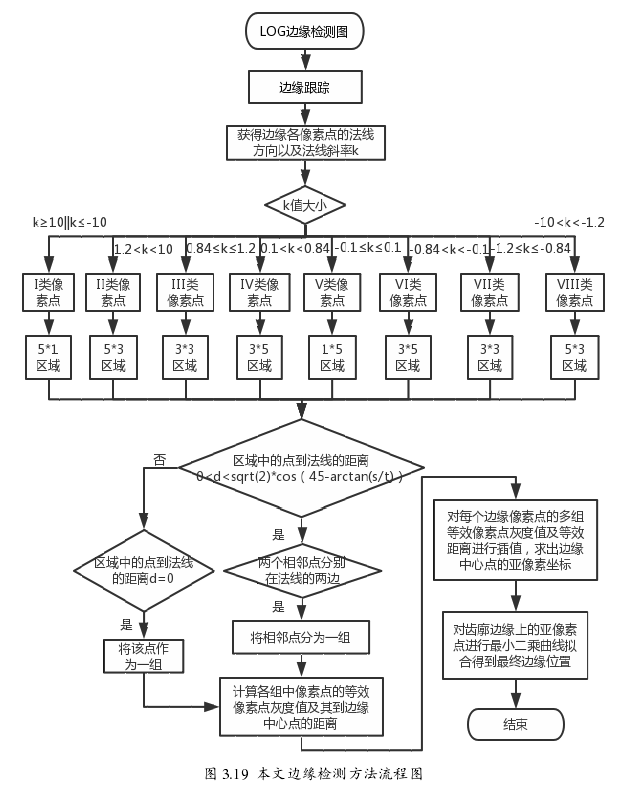 LOG边缘检测图
边缘跟踪
获得边缘各像素点的法线
方向以及法线斜率k
k值大小
k≥10||k≤-10
-10<k<-1.2
1.2<k<10
0.84≤k≤1.2
0.1<k<0.84
-0.1≤k≤0.1
-0.84<k<-0.1
-1.2≤k≤-0.84
I类像
素点
II类像
素点
III类
像素点
IV类像
素点
V类像
素点
VI类
像素点
VII类
像素点
VIII类
像素点
5*1
区域
5*3
区域
3*3
区域
3*5
区域
1*5
区域
3*5
区域
3*3
区域
5*3
区域
区域中的点到法线的距离
0<d<sqrt(2)*cos（45-arctan(s/t)）
否
是
区域中的点到法线
的距离d=0
两个相邻点分别
在法线的两边
是
是
将该点作
为一组
将相邻点分为一组
计算各组中像素点的等效
像素点灰度值及其到边缘
中心点的距离
对每个边缘像素点的多组
等效像素点灰度值及等效
距离进行插值，求出边缘
中心点的亚像素坐标
对齿廓边缘上的亚像素
点进行最小二乘曲线拟
合得到最终边缘位置
结束
图 3.19 本文边缘检测方法流程图